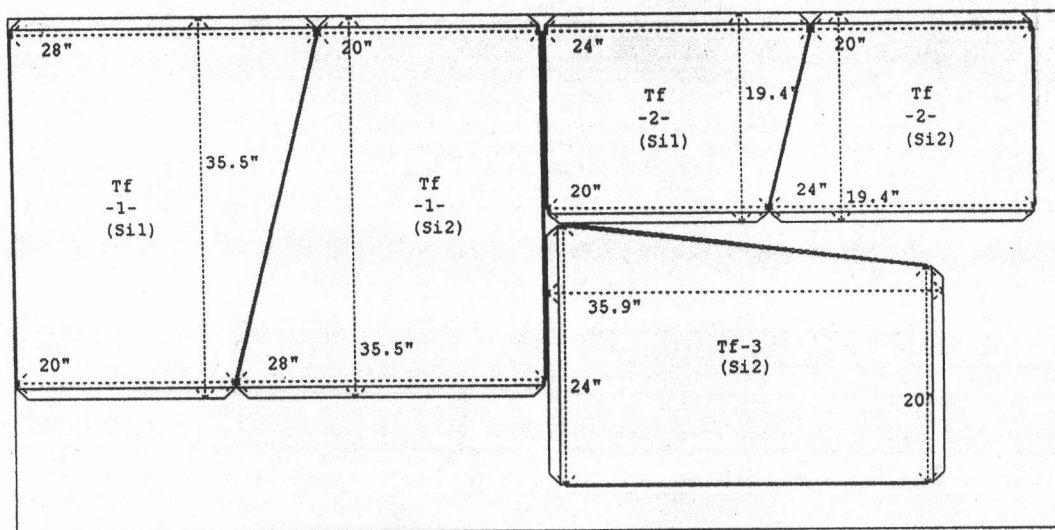 28"
20"
24"
20"
Tf
-1-
(Si1)
35.5"
Tf
-1-
(Si2)
Tf
-2-
(Si1)
19.4"
Tf
-2-
(Si2)
20"
28"
35.5"
20"
24"
19.4"
35.9"
Tf-3
(Si2)
24"
20"